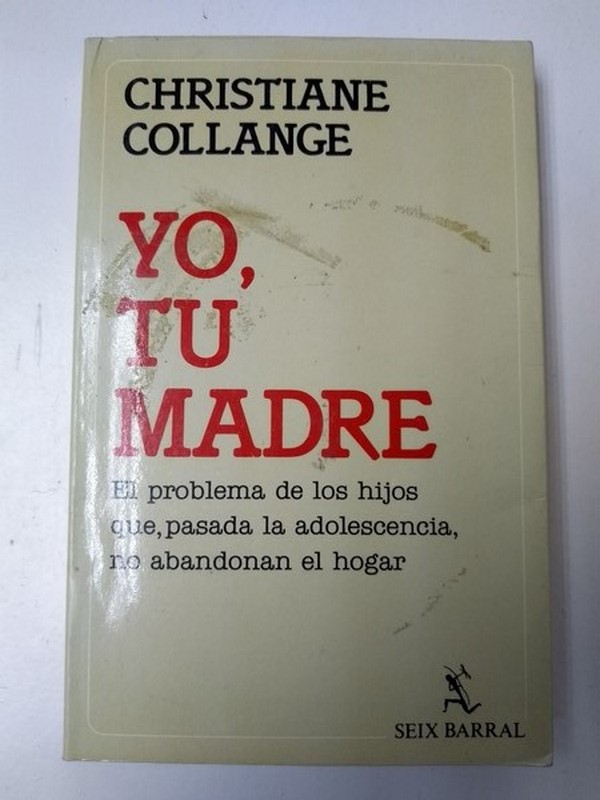 CHRISTIANE
COLLANGE
YO,
TU
MADRE
El problema de los hijos
que, pasada la adolescencia,
no abandonan el hogar
SEIX BARRAL